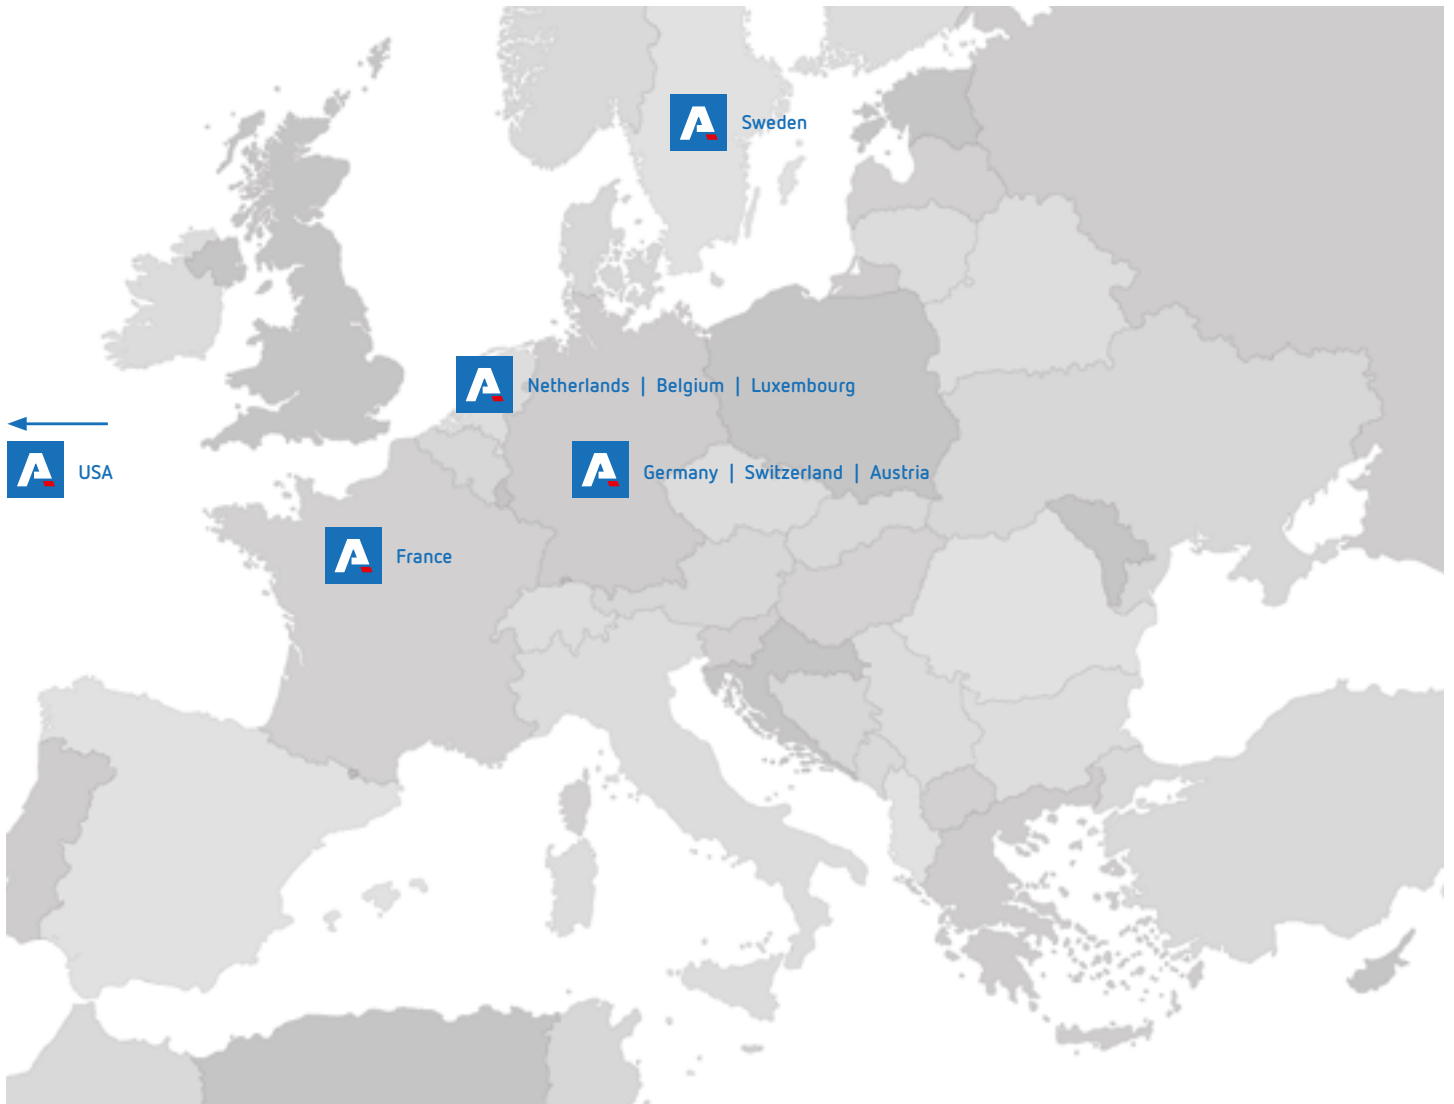 Sweden
Netherlands | Belgium | Luxembourg
USA
Germany | Switzerland | Austria
France